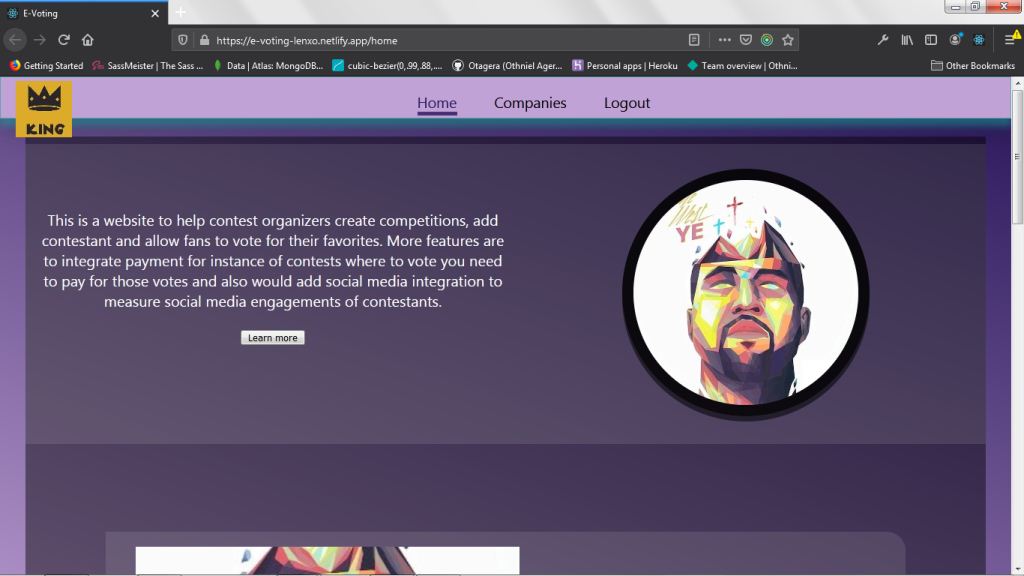 E-Voting
https://e-voting-lenxo.netlify.app/home
Getting Started
SassMeister | The Sass ...
Data | Atlas: MongoDB...
cubic-bezier(0,.99,.88,....
Otagera (Othniel Ager...
Personal apps | Heroku
Team overview | Othni...
Other Bookmarks
KING
Home
Companies
Logout
This is a website to help contest organizers create competitions, add
contestant and allow fans to vote for their favorites. More features are
to integrate payment for instance of contests where to vote you need
to pay for those votes and also would add social media integration to
measure social media engagements of contestants.
Learn more
YE